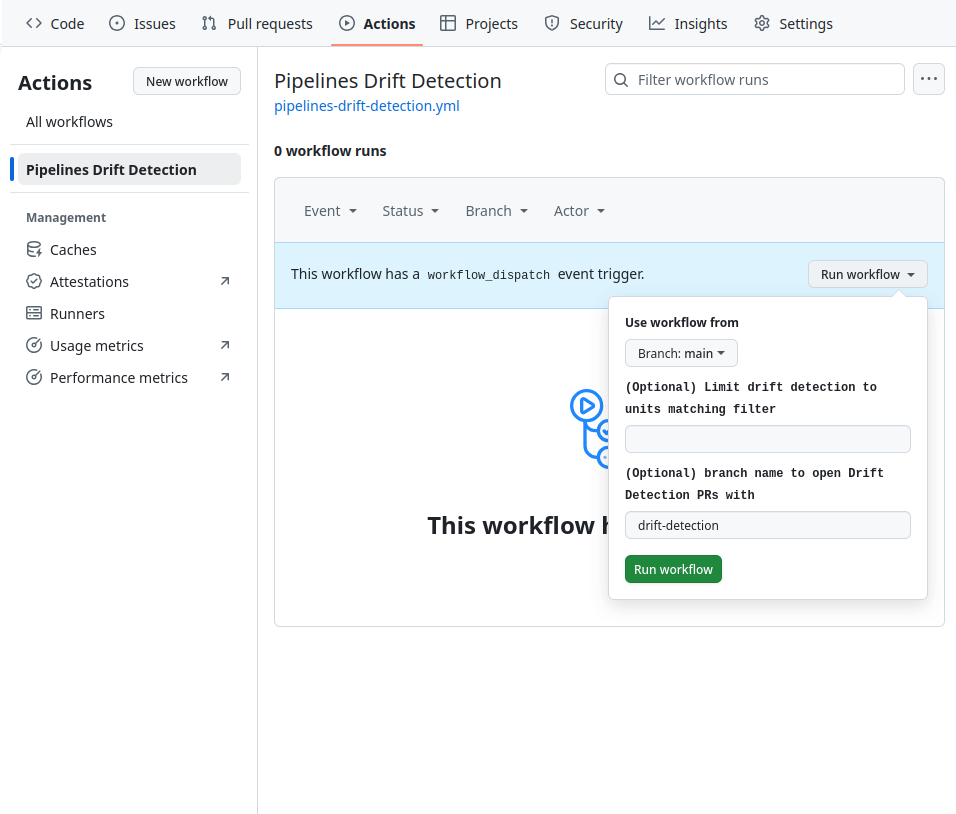 Code Issues Pull requests Actions Projects Security Insights Settings
Actions
New workflow
All workflows
Pipelines Drift Detection
Management
Caches
Attestations
Runners
Usage metrics
Performance metrics
Pipelines Drift Detection
pipelines-drift-detection.yml
Filter workflow runs
0 workflow runs
Event Status Branch Actor
This workflow has a workflow_dispatch event trigger.
Run workflow
Use workflow from
Branch: main
(Optional) Limit drift detection to
units matching filter
(Optional) branch name to open Drift
Detection PRs with
drift-detection
Run workflow
This workflow